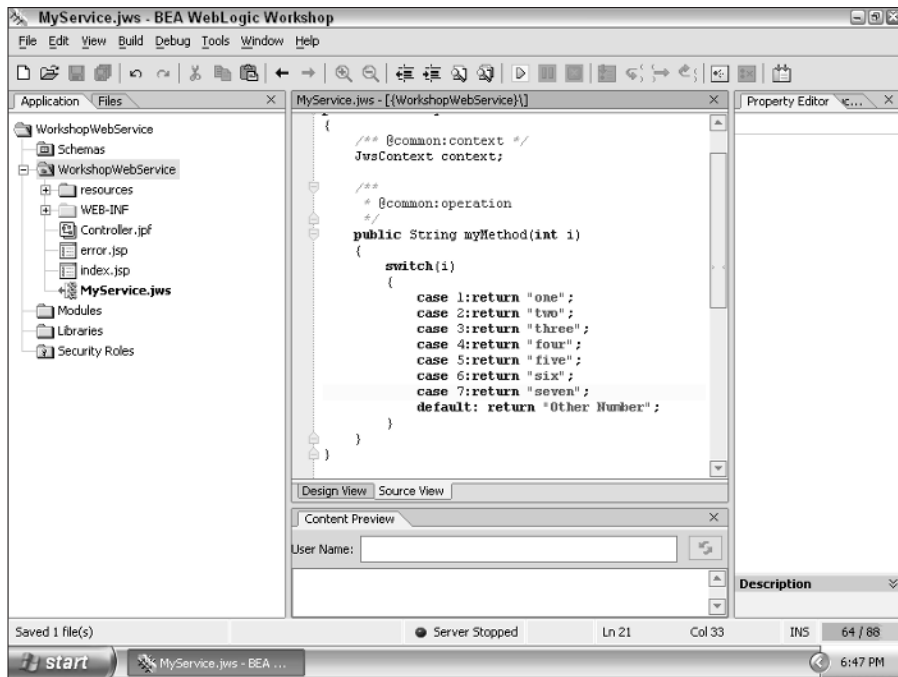 MyService.jws - BEA WebLogic Workshop
File Edit View Build Debug Tools Window Help
Application Files
WorkshopWebService
Schemas
WorkshopWebService
resources
WEB-INF
Controller.jpf
error.jsp
index.jsp
MyService.jws
Modules
Libraries
Security Roles
MyService.jws - [{WorkshopWebService}\]
{
/** @common:context */
JwsContext context;
/**
* @common:operation
*/
public String myMethod(int i)
{
switch(i)
{
case 1:return "one";
case 2:return "two";
case 3:return "three";
case 4:return "four";
case 5:return "five";
case 6:return "six";
case 7:return "seven";
default: return "Other Number";
}
}
}
Design View Source View
Content Preview
User Name:
Property Editor
Description
Saved 1 file(s) Server Stopped Ln 21 Col 33 INS 64 / 88
start MyService.jws - BEA ... 6:47 PM